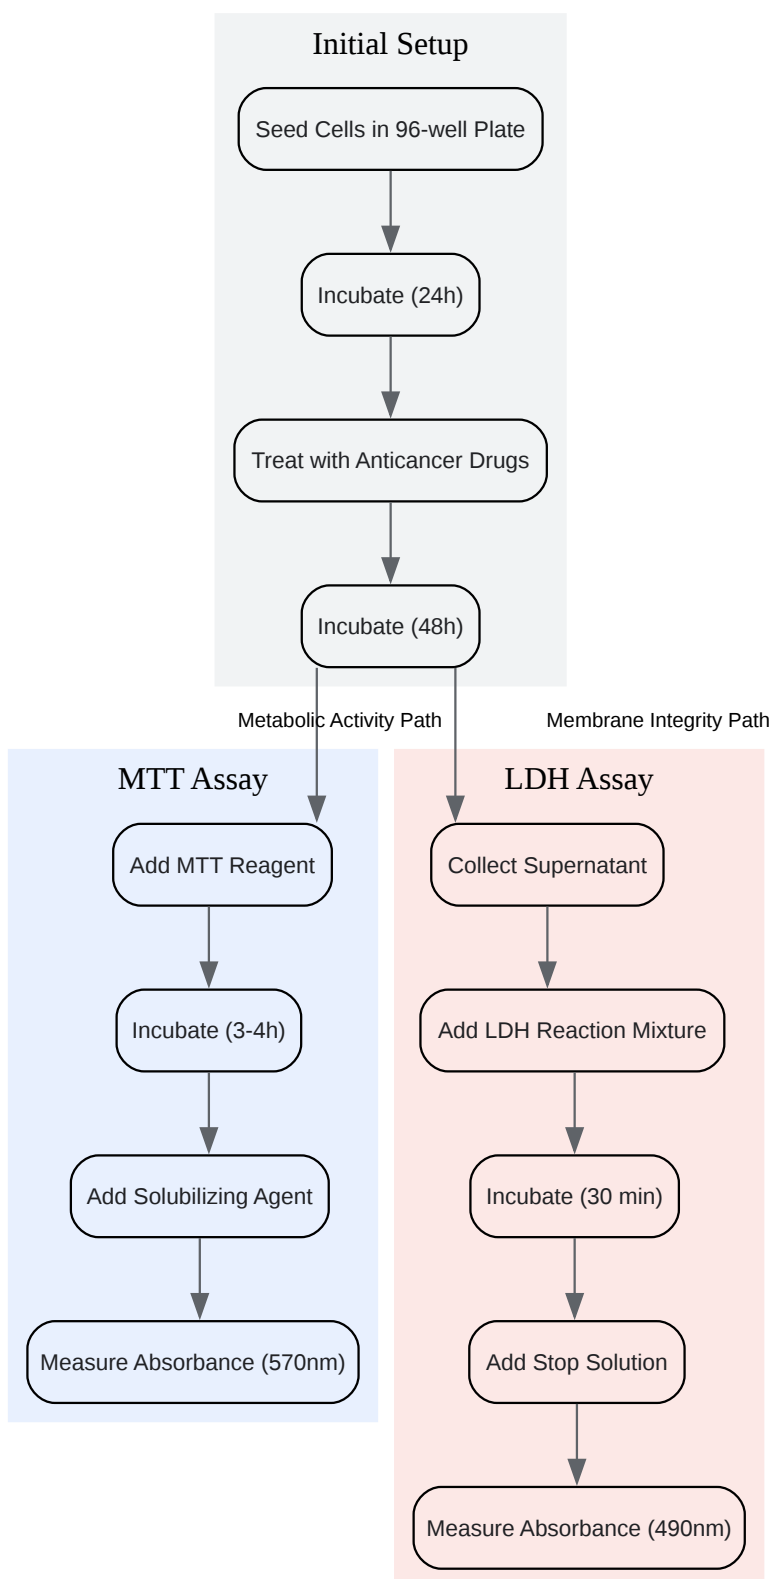 Initial Setup
Seed Cells in 96-well Plate
Incubate (24h)
Treat with Anticancer Drugs
Incubate (48h)
Metabolic Activity Path
Membrane Integrity Path
MTT Assay
Add MTT Reagent
Incubate (3-4h)
Add Solubilizing Agent
Measure Absorbance (570nm)
LDH Assay
Collect Supernatant
Add LDH Reaction Mixture
Incubate (30 min)
Add Stop Solution
Measure Absorbance (490nm)